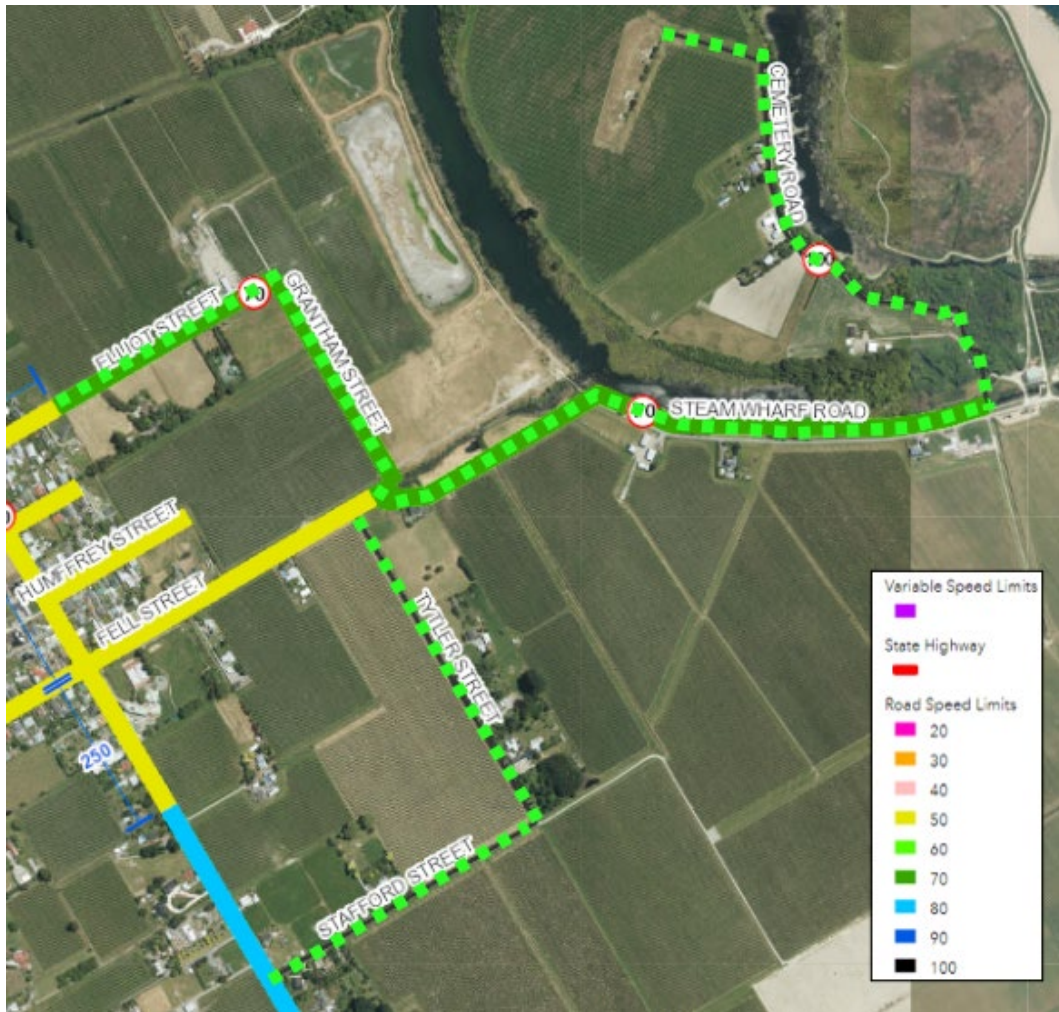 CEMETERY ROAD
ELLIOT STREET
GRANTHAM STREET
STEAM WHARF ROAD
HUMFFREY STREET
FELL STREET
TYTLER STREET
250
STAFFORD STREET
Variable Speed Limits
State Highway
Road Speed Limits
20
30
40
50
60
70
80
90
100